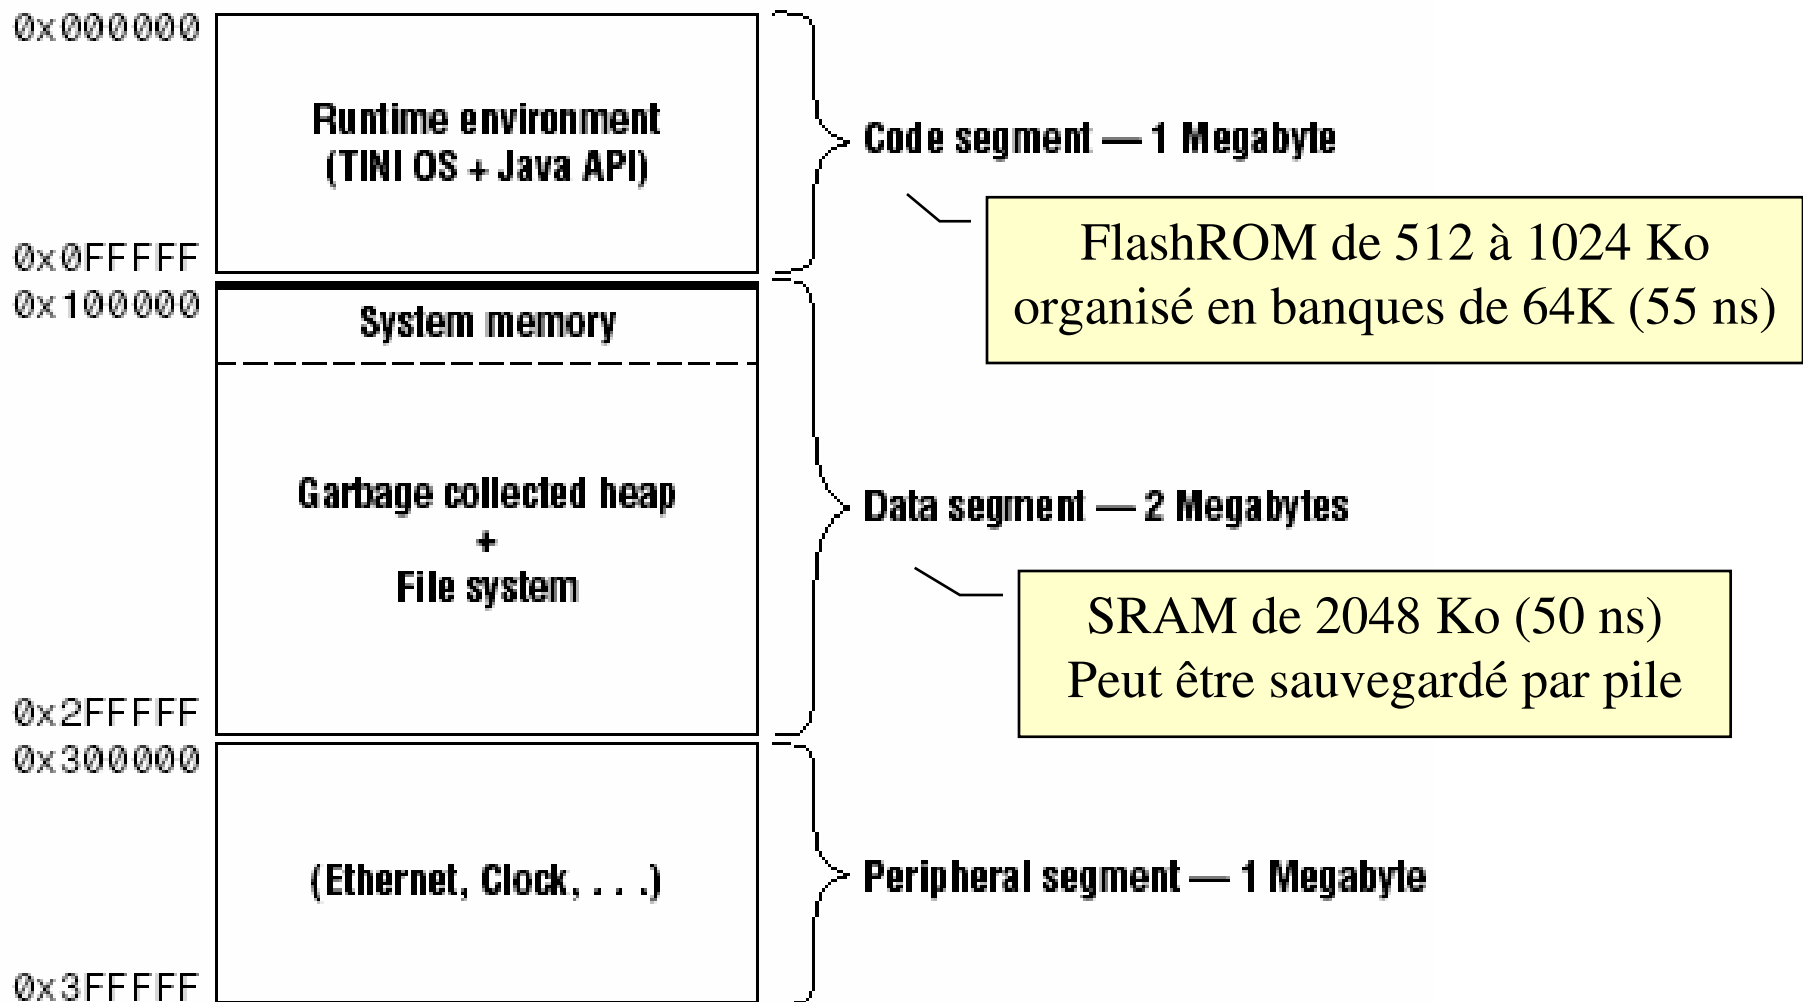 0x000000
Runtime environment
(TINI OS + Java API)
Code segment — 1 Megabyte
FlashROM de 512 à 1024 Ko
organisé en banques de 64K (55 ns)
0x0FFFFF
0x100000
System memory
Garbage collected heap
+
File system
Data segment — 2 Megabytes
SRAM de 2048 Ko (50 ns)
Peut être sauvegardé par pile
0x2FFFFF
0x300000
(Ethernet, Clock, . . .)
Peripheral segment — 1 Megabyte
0x3FFFFF